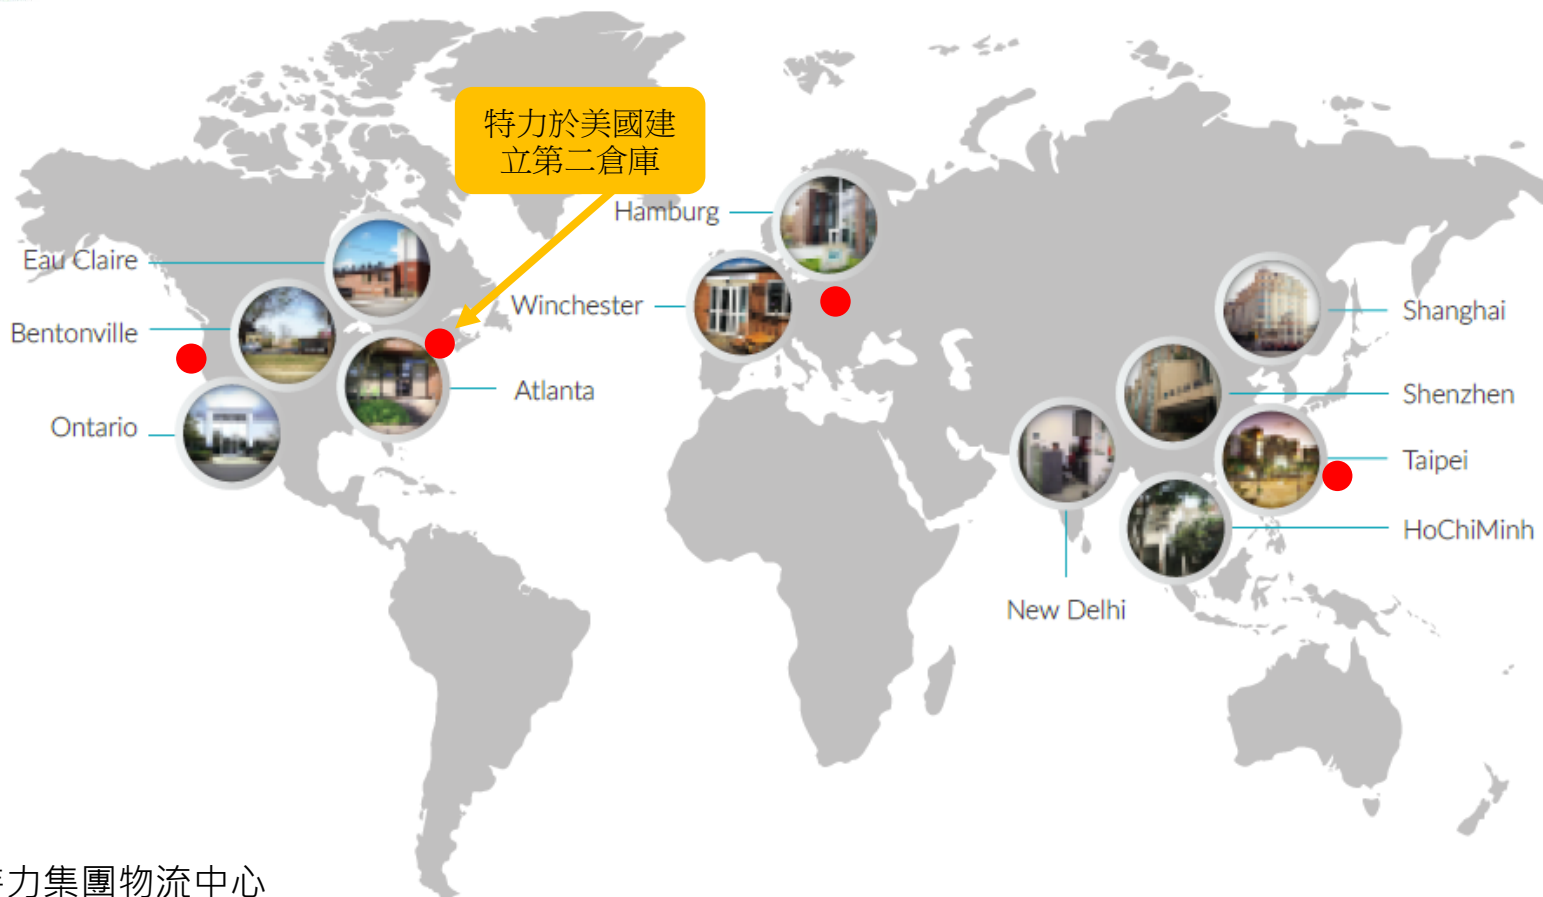 特力於美國建
立第二倉庫
Hamburg
Eau Claire
Winchester
Bentonville
Shanghai
Atlanta
Shenzhen
Ontario
Taipei
HoChiMinh
New Delhi
力集團物流中心